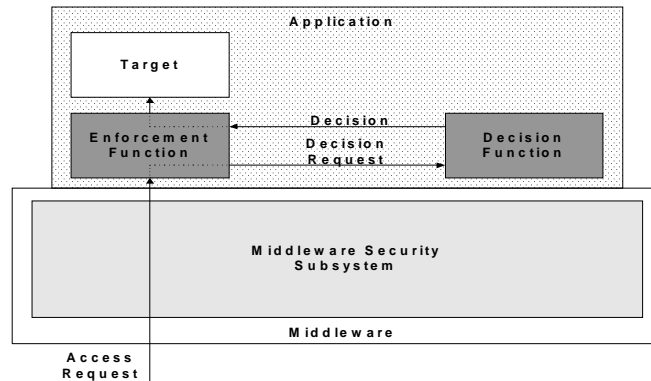 Application
Target
Enforcement
Function
Decision
Decision
Request
Decision
Function
Middleware Security
Subsystem
Middleware
Access
Request